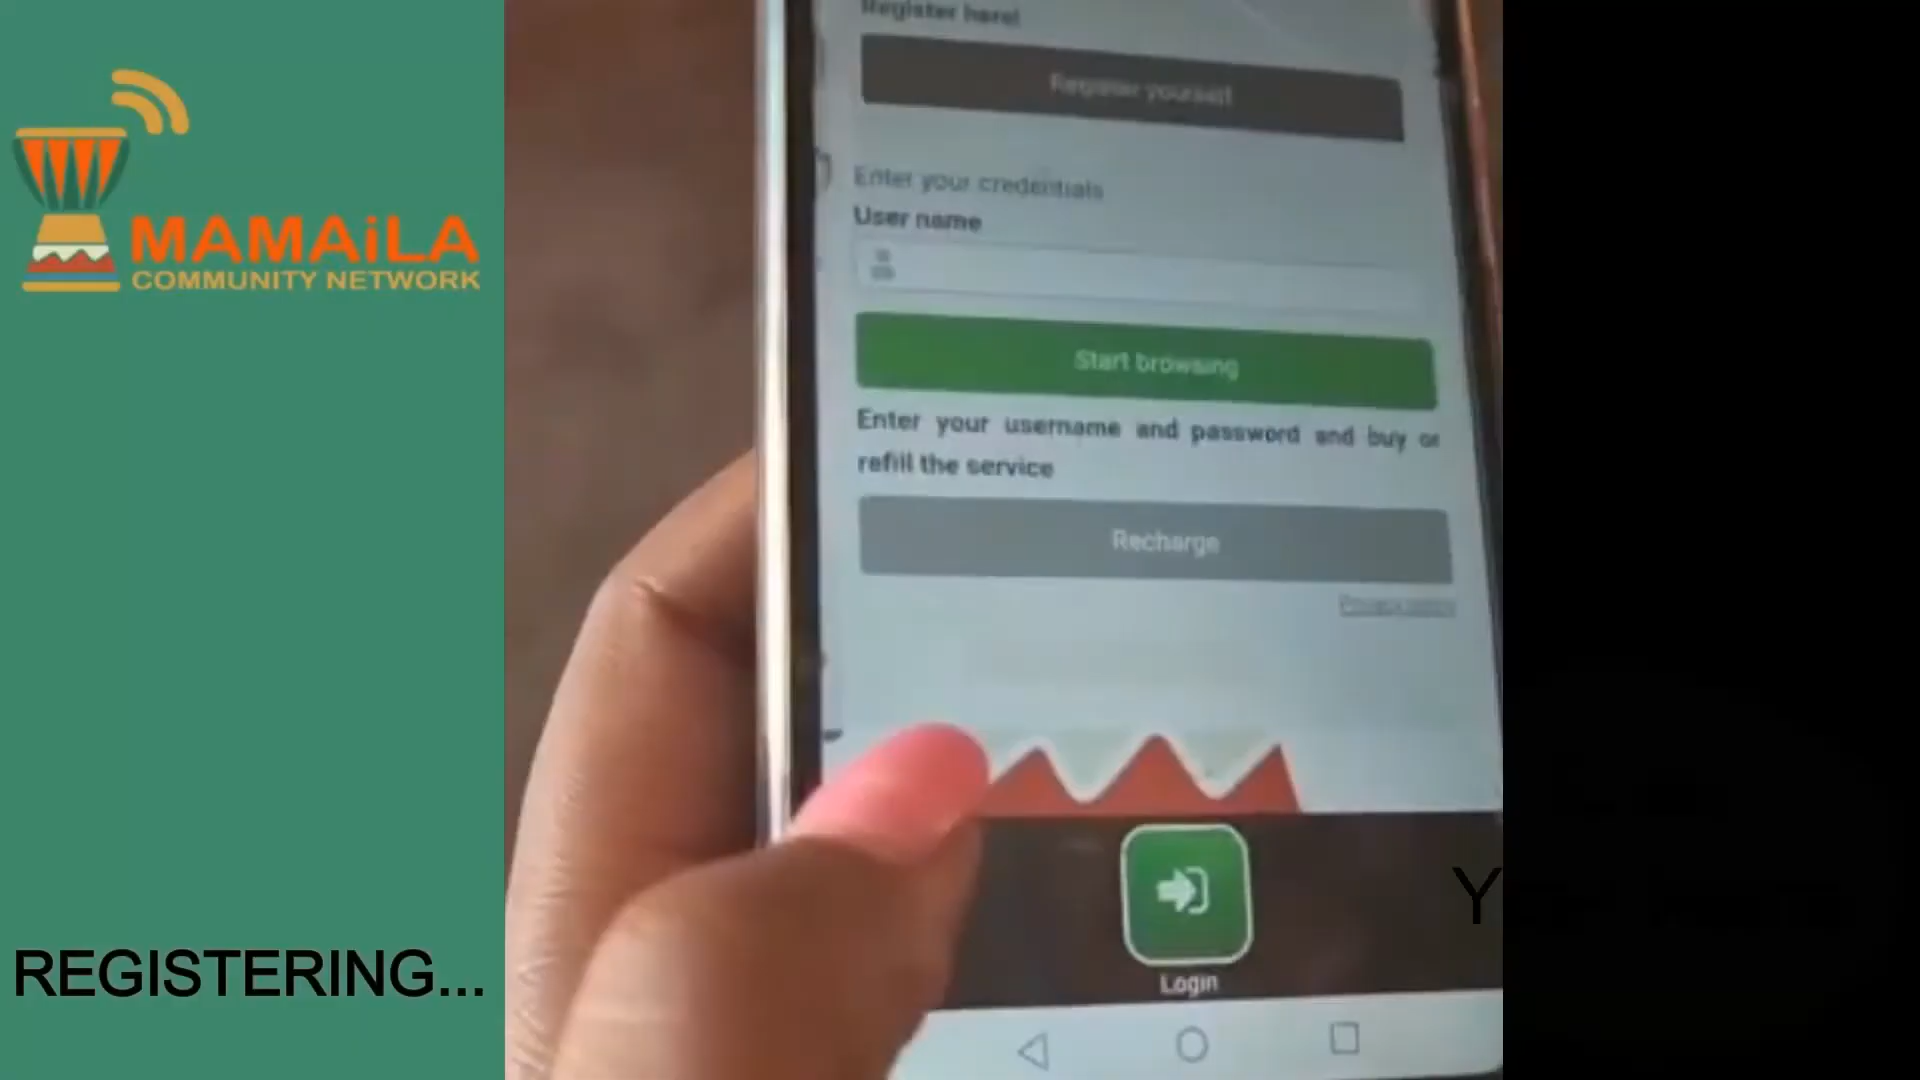 MAMAiLA
COMMUNITY NETWORK
REGISTERING...
Register here!
Register yourself
Enter your credentials
User name
Start browsing
Enter your username and password and buy or
refill the service
Recharge
Login
Y